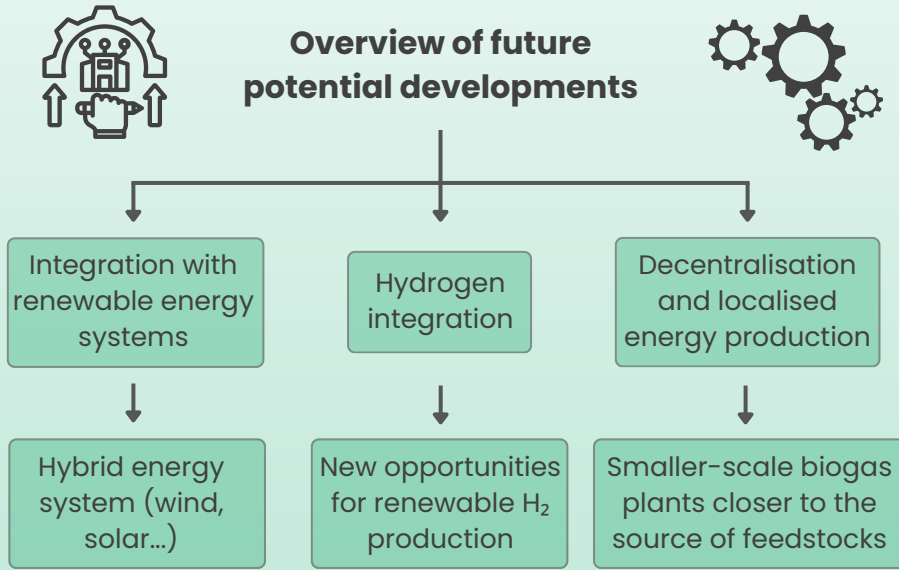 Overview of future
potential developments
Integration with
renewable energy
systems
Hydrogen
integration
Decentralisation
and localised
energy production
Hybrid energy
system (wind,
solar...)
New opportunities
for renewable H₂
production
Smaller-scale biogas
plants closer to the
source of feedstocks